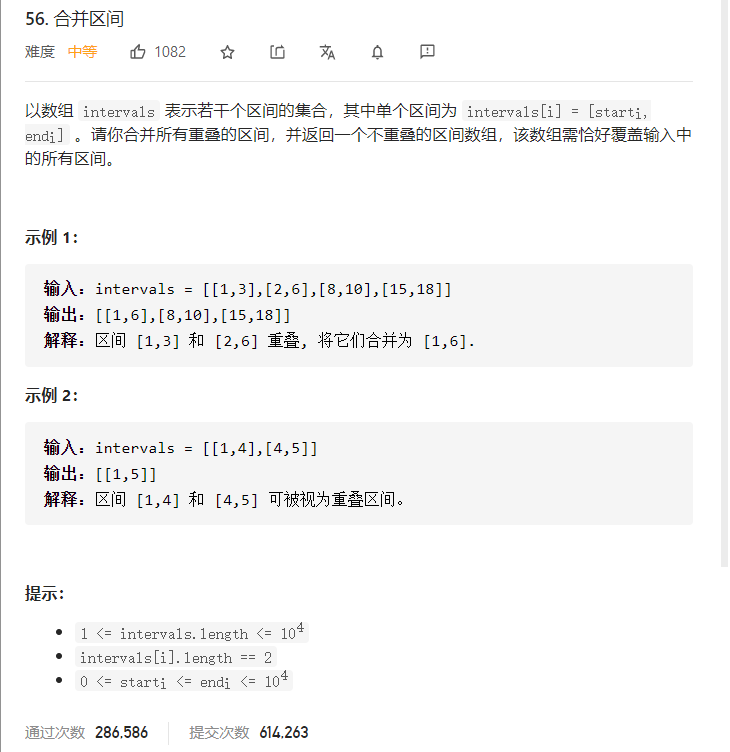 56. 合并区间
难度 中等 1082
以数组 intervals 表示若干个区间的集合，其中单个区间为 intervals[i] = [starti,
endi] 。请你合并所有重叠的区间，并返回一个不重叠的区间数组，该数组需恰好覆盖输入中
的所有区间。
示例 1：
输入：intervals = [[1,3],[2,6],[8,10],[15,18]]
输出：[[1,6],[8,10],[15,18]]
解释：区间 [1,3] 和 [2,6] 重叠, 将它们合并为 [1,6].
示例 2：
输入：intervals = [[1,4],[4,5]]
输出：[[1,5]]
解释：区间 [1,4] 和 [4,5] 可被视为重叠区间。
提示：
1 <= intervals.length <= 10^4
intervals[i].length == 2
0 <= starti <= endi <= 10^4
通过次数 286,586 提交次数 614,263